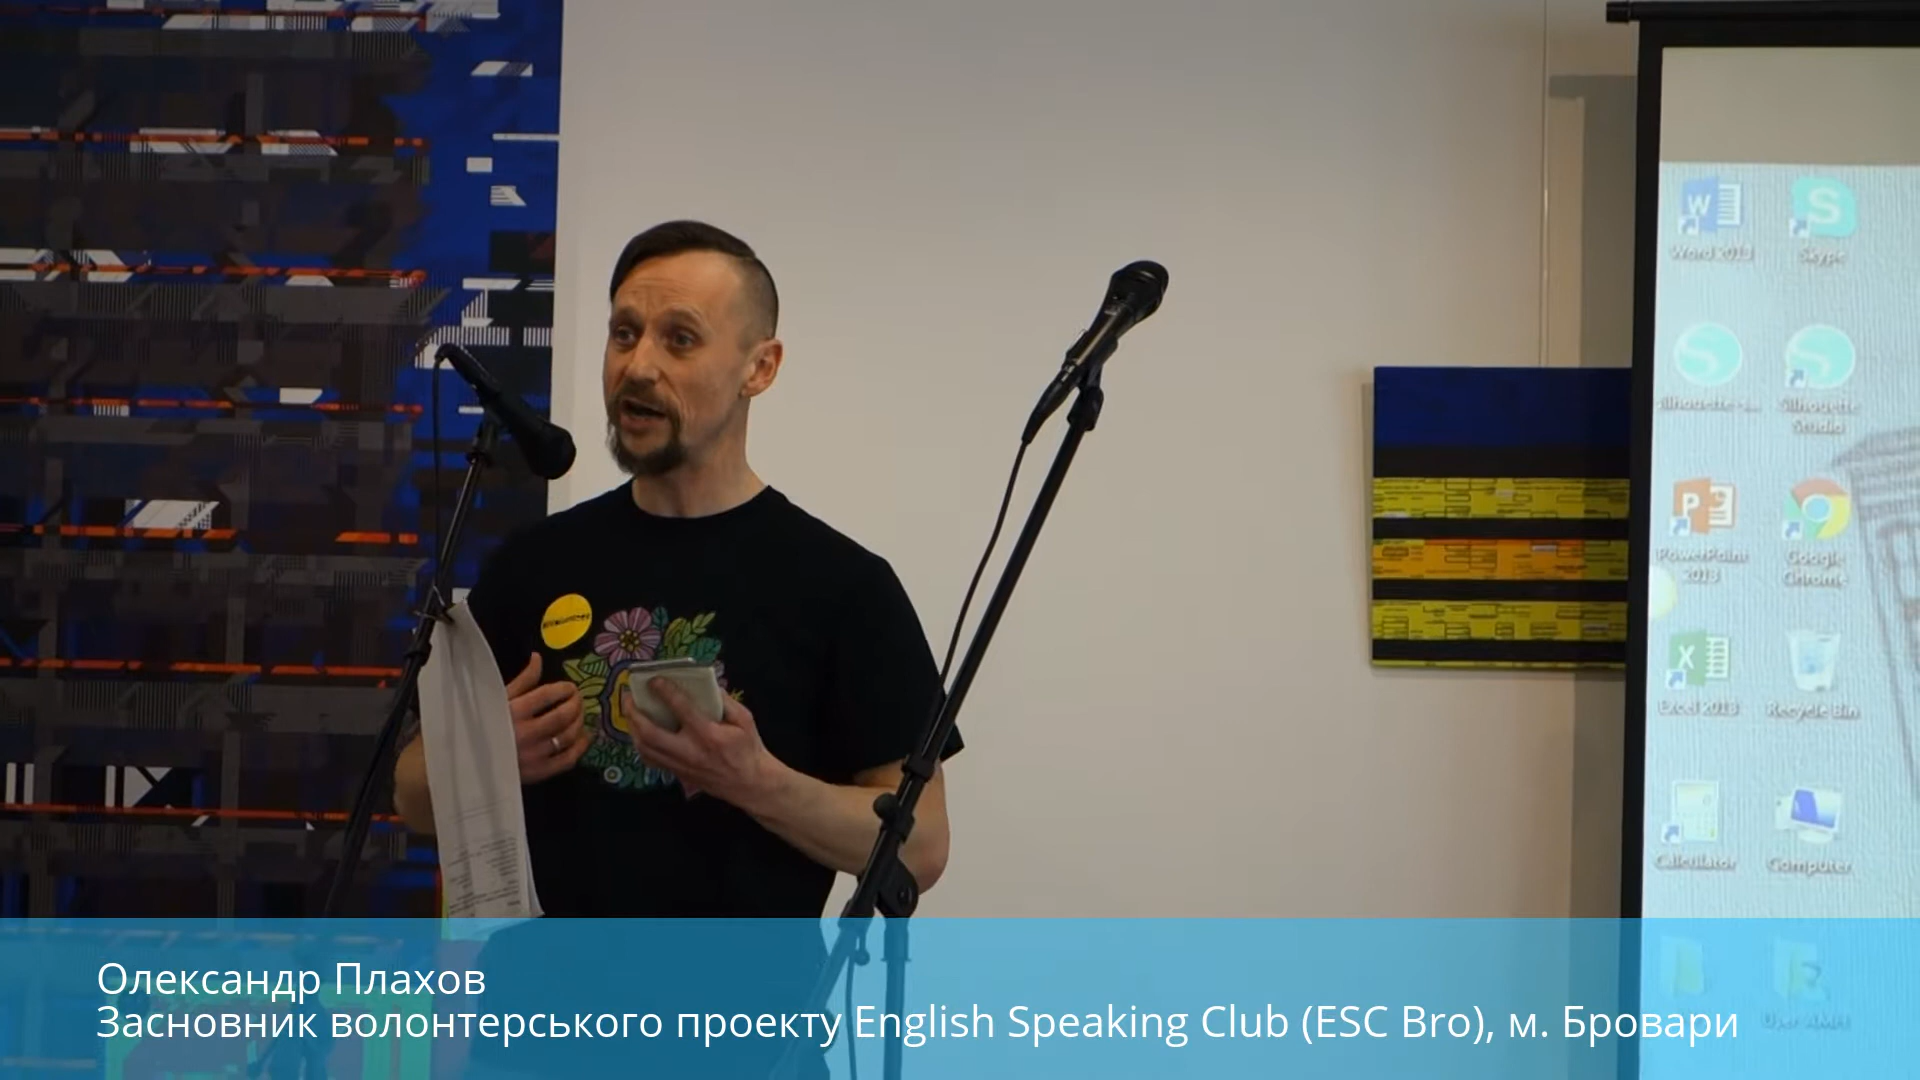 Word 2013
Skype
Silhouette
Silhouette Studio
PowerPoint 2013
Google Chrome
Excel 2013
Recycle Bin
Calculator
Computer
Олександр Плахов
Засновник волонтерського проекту English Speaking Club (ESC Bro), м. Бровари